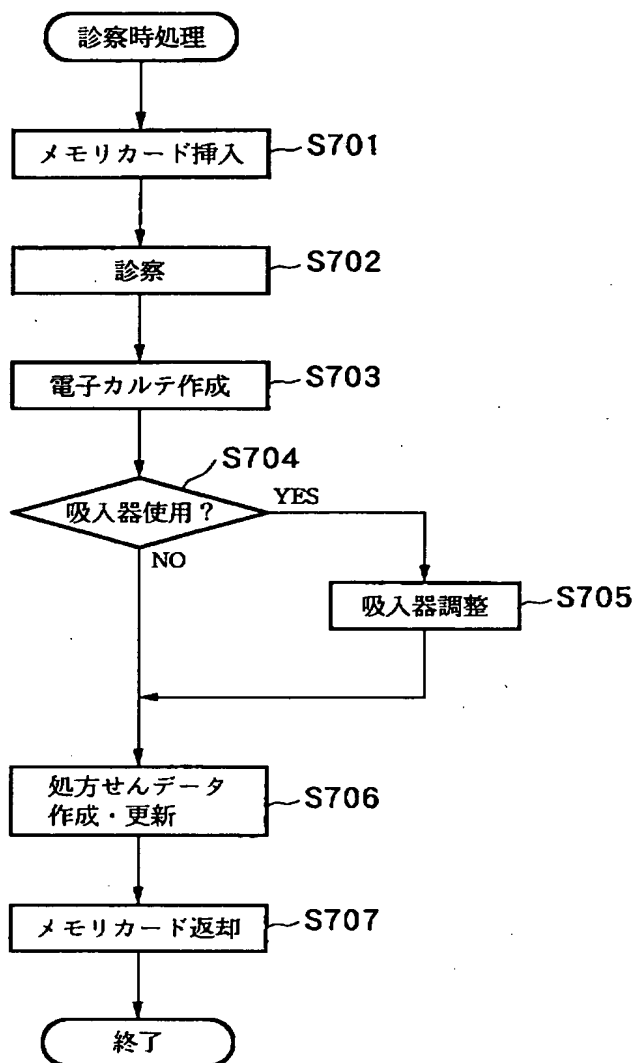 診察時処理
メモリカード挿入
S701
診察
S702
電子カルテ作成
S703
S704
吸入器使用？
YES
NO
吸入器調整
S705
処方せんデータ
作成・更新
S706
メモリカード返却
S707
終了